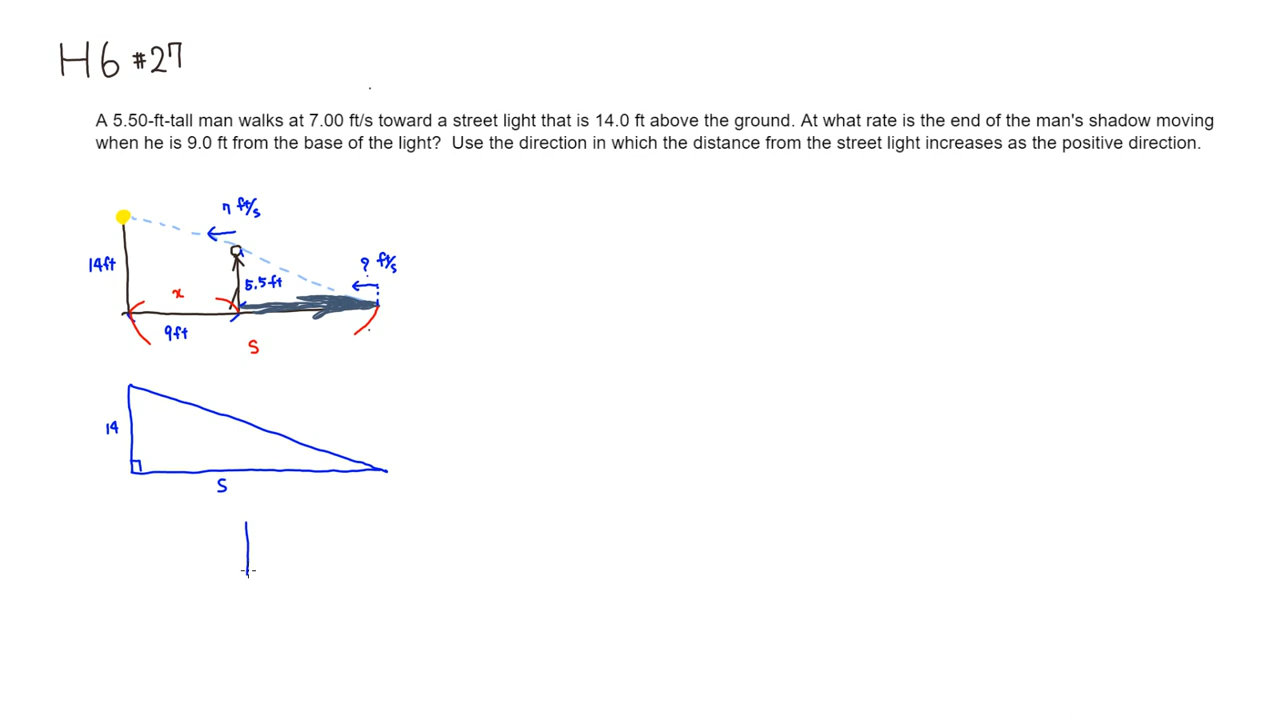 H6 #27
A 5.50-ft-tall man walks at 7.00 ft/s toward a street light that is 14.0 ft above the ground. At what rate is the end of the man's shadow moving
when he is 9.0 ft from the base of the light? Use the direction in which the distance from the street light increases as the positive direction.
7 ft/s
14ft
? ft/s
5.5ft
x
9ft
S
14
S